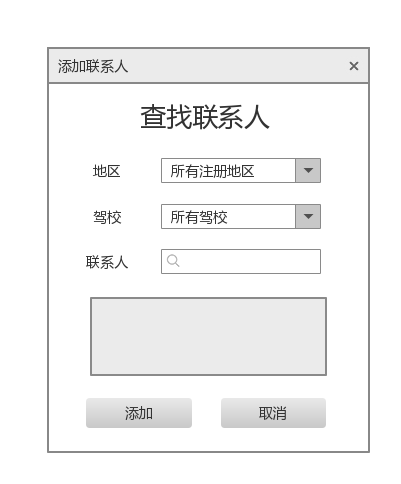 添加联系人
查找联系人
地区 所有注册地区
驾校 所有驾校
联系人
添加 取消